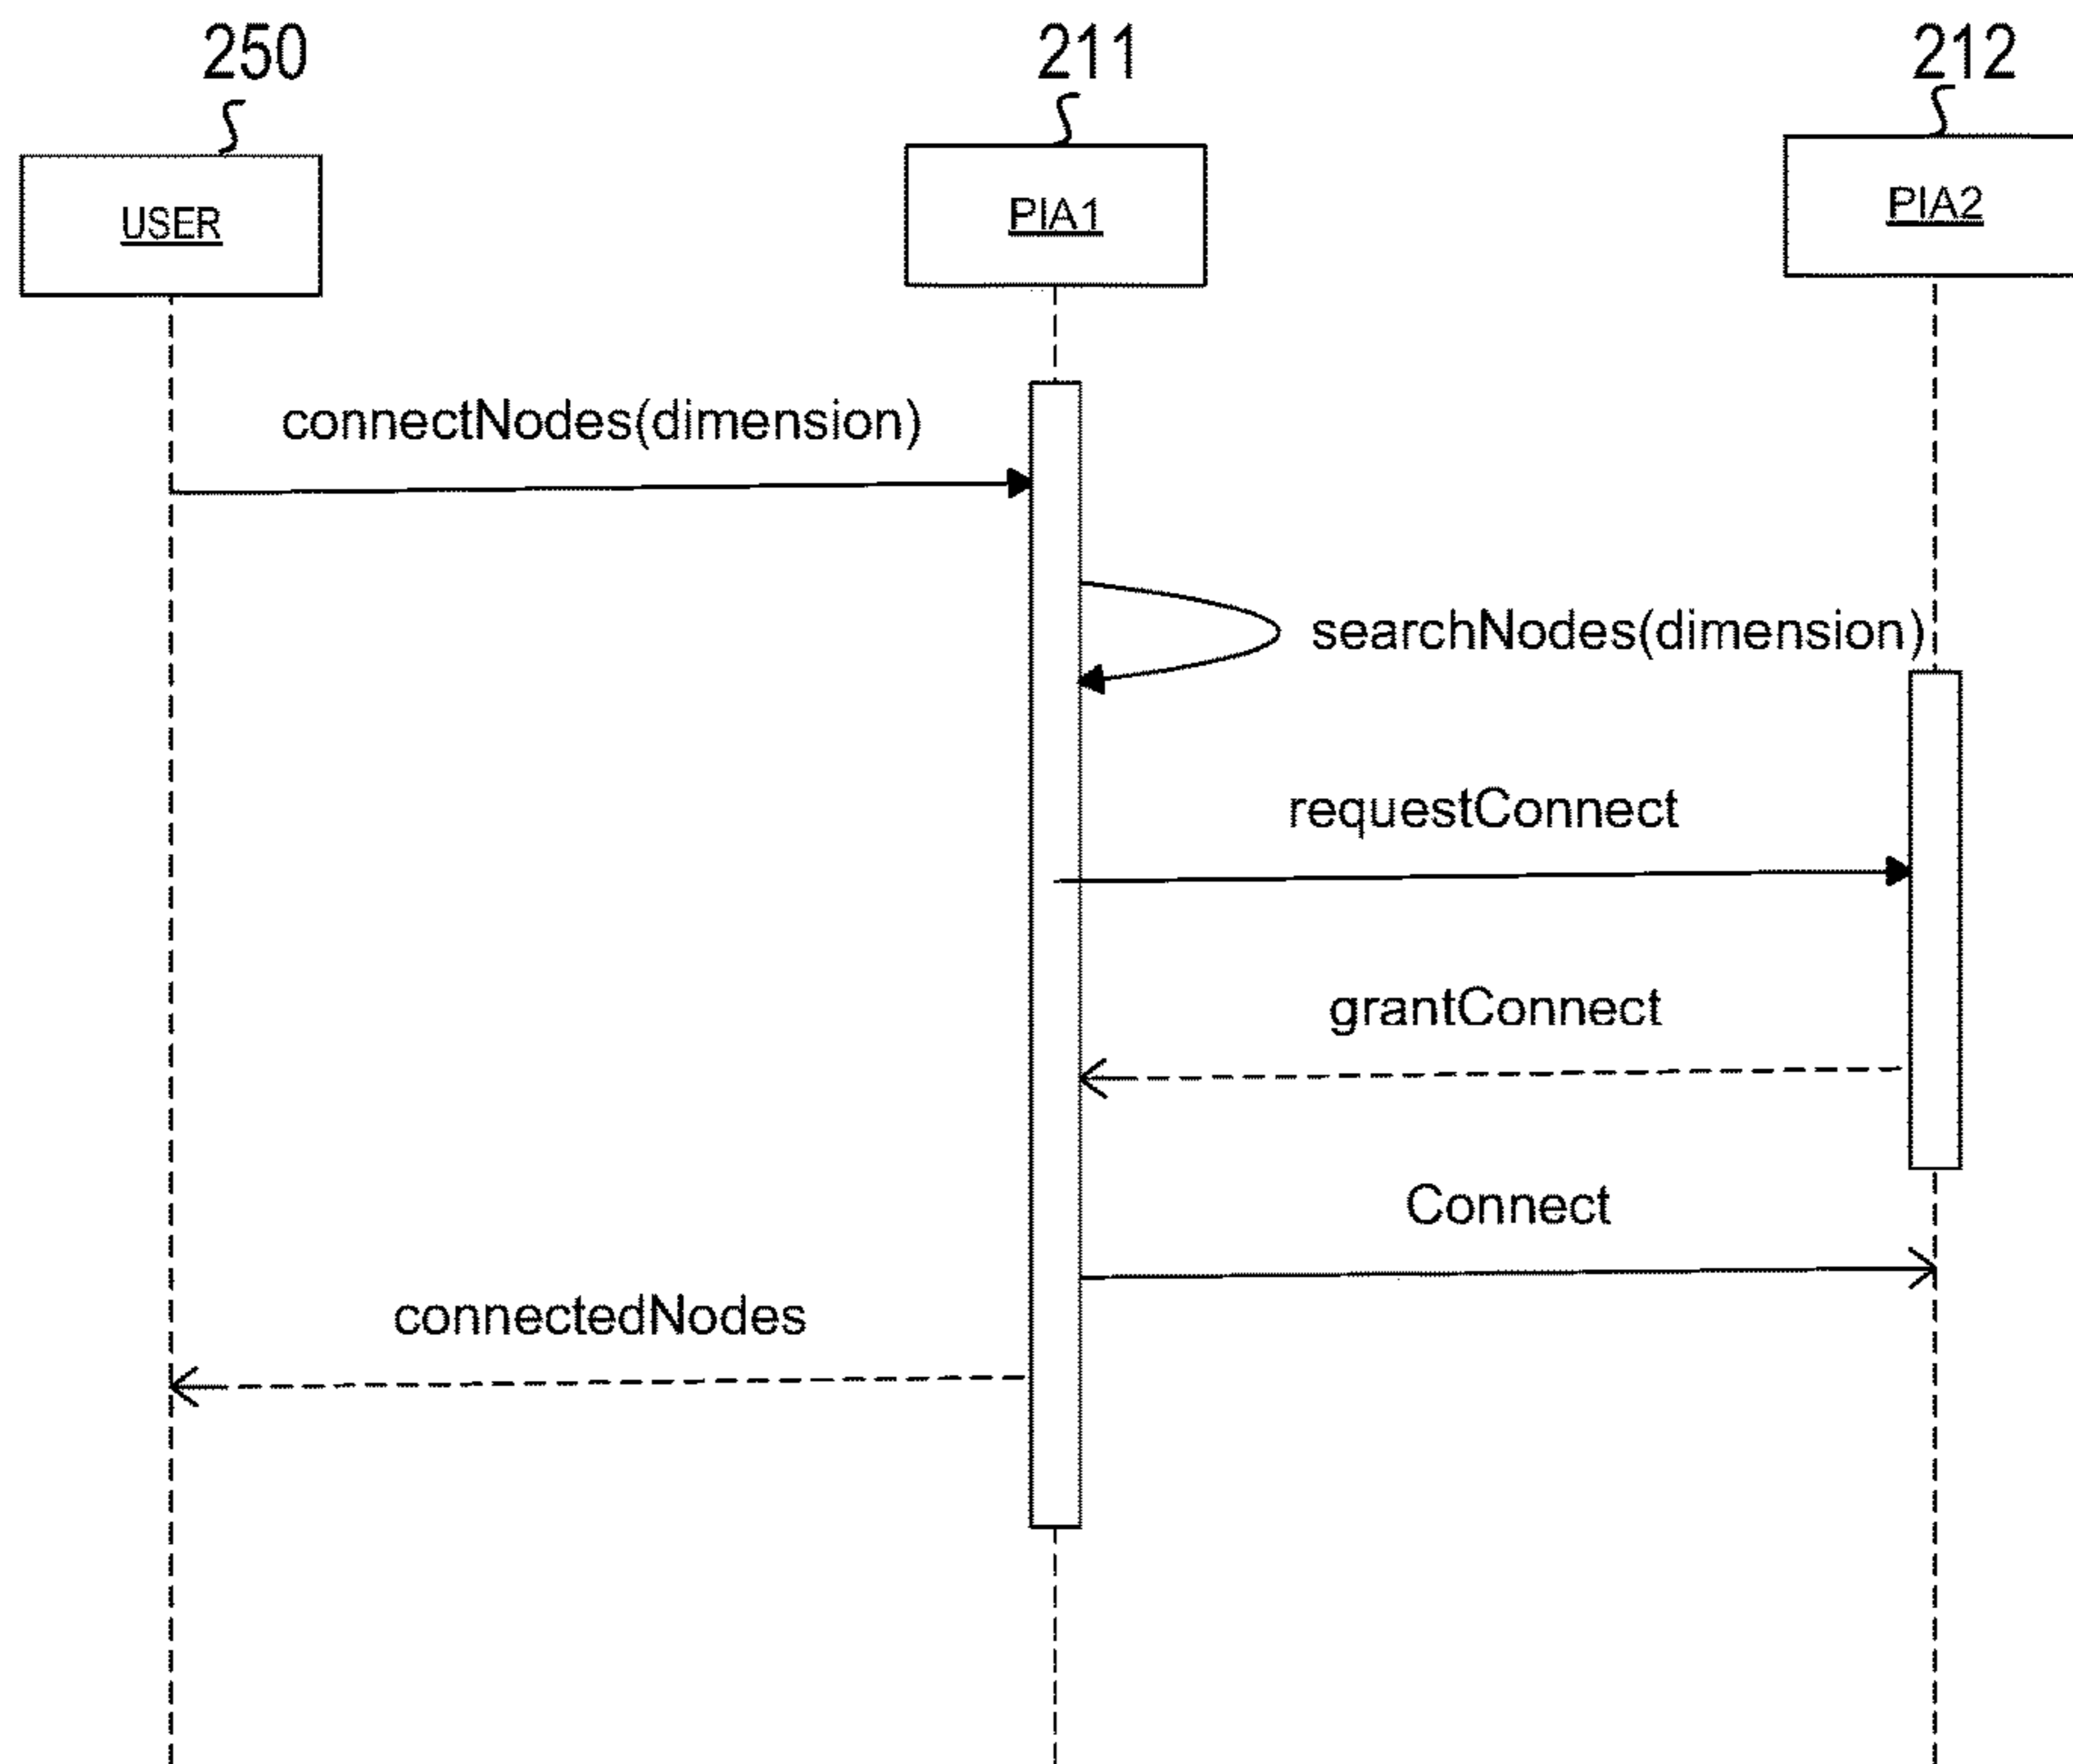 250
211
212
USER
PIA1
PIA2
connectNodes(dimension)
searchNodes(dimension)
requestConnect
grantConnect
Connect
connectedNodes